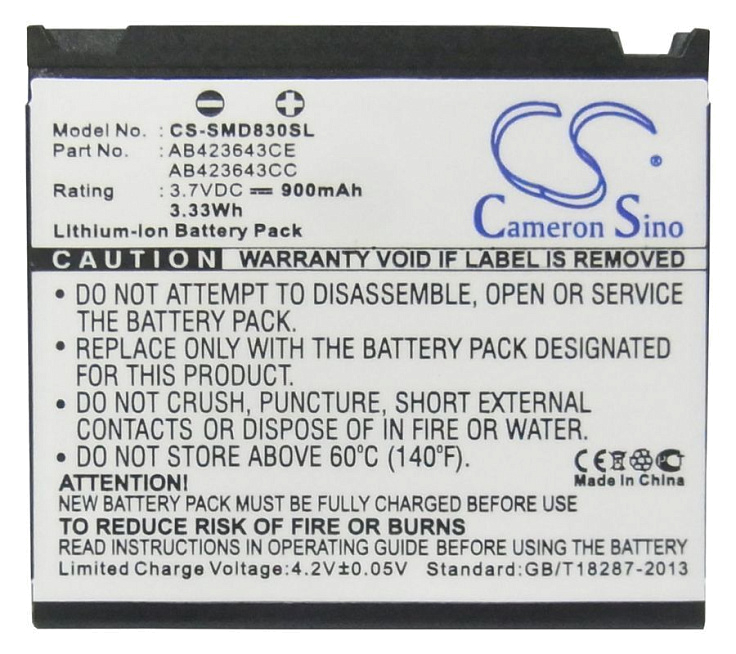 Model No. : CS-SMD830SL
Part No. : AB423643CE
AB423643CC
Rating : 3.7VDC 900mAh
3.33Wh
Lithium-Ion Battery Pack
Cameron Sino
®
CAUTION WARRANTY VOID IF LABEL IS REMOVED
• DO NOT ATTEMPT TO DISASSEMBLE, OPEN OR SERVICE
THE BATTERY PACK.
• REPLACE ONLY WITH THE BATTERY PACK DESIGNATED
FOR THIS PRODUCT.
• DO NOT CRUSH, PUNCTURE, SHORT EXTERNAL
CONTACTS OR DISPOSE OF IN FIRE OR WATER.
• DO NOT STORE ABOVE 60°C (140°F).
CE
Made In China
ATTENTION!
NEW BATTERY PACK MUST BE FULLY CHARGED BEFORE USE
TO REDUCE RISK OF FIRE OR BURNS
READ INSTRUCTIONS IN OPERATING GUIDE BEFORE USING THE BATTERY
Limited Charge Voltage:4.2V±0.05V Standard:GB/T18287-2013